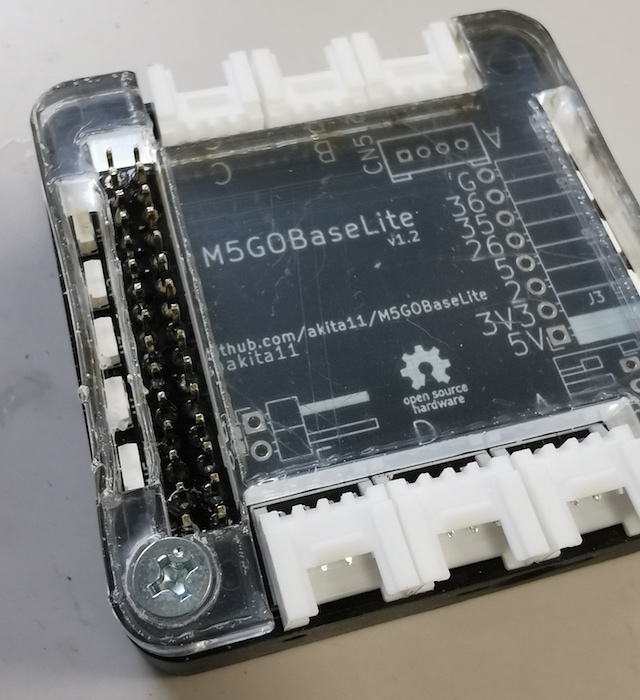 C
B
CN5
A
G
36
35
26
5
2
3V3
5V
J3
M5GOBaseLite
v1.2
thub.com/akita11/M5GOBaseLite
akita11
open source
hardware
E
D
A